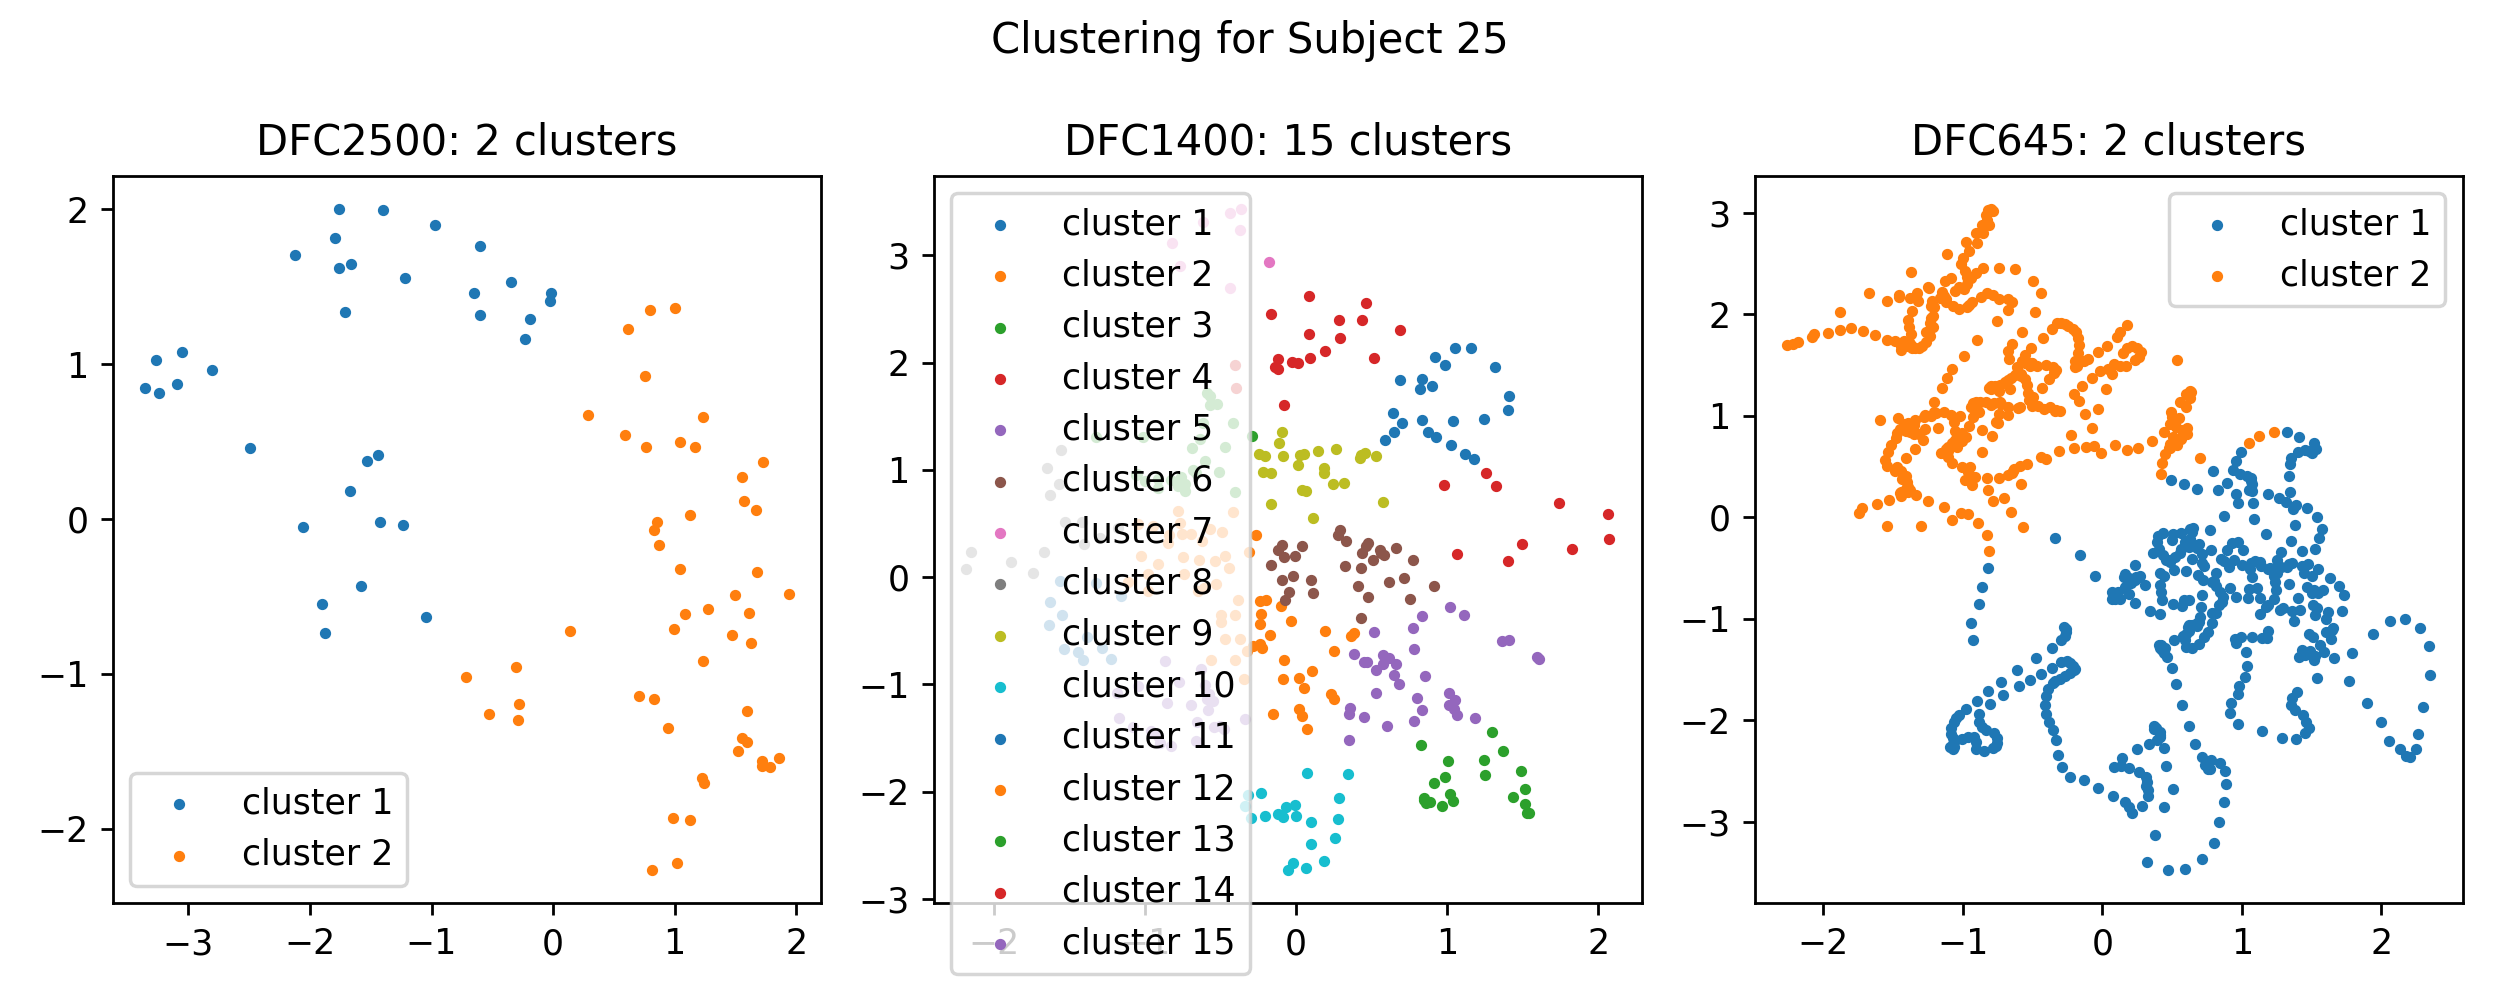 Clustering for Subject 25
DFC2500: 2 clusters
2
1
0
−1
−2
−3
−2
−1
0
1
2
cluster 1
cluster 2
DFC1400: 15 clusters
3
2
1
0
−1
−2
−3
−2
−1
0
1
2
cluster 1
cluster 2
cluster 3
cluster 4
cluster 5
cluster 6
cluster 7
cluster 8
cluster 9
cluster 10
cluster 11
cluster 12
cluster 13
cluster 14
cluster 15
DFC645: 2 clusters
3
2
1
0
−1
−2
−3
−2
−1
0
1
2
cluster 1
cluster 2